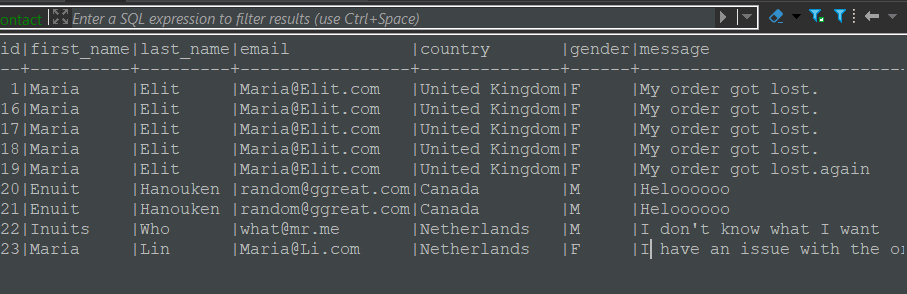 ontact Enter a SQL expression to filter results (use Ctrl+Space)
id|first_name|last_name|email |country |gender|message
--+----------+---------+----------------+--------------+------+--------------------------
1|Maria |Elit |Maria@Elit.com |United Kingdom|F |My order got lost.
16|Maria |Elit |Maria@Elit.com |United Kingdom|F |My order got lost.
17|Maria |Elit |Maria@Elit.com |United Kingdom|F |My order got lost.
18|Maria |Elit |Maria@Elit.com |United Kingdom|F |My order got lost.
19|Maria |Elit |Maria@Elit.com |United Kingdom|F |My order got lost.again
20|Enuit |Hanouken |random@ggreat.com|Canada |M |Heloooooo
21|Enuit |Hanouken |random@ggreat.com|Canada |M |Heloooooo
22|Inuits |Who |what@mr.me |Netherlands |M |I don't know what I want
23|Maria |Lin |Maria@Li.com |Netherlands |F |I have an issue with the